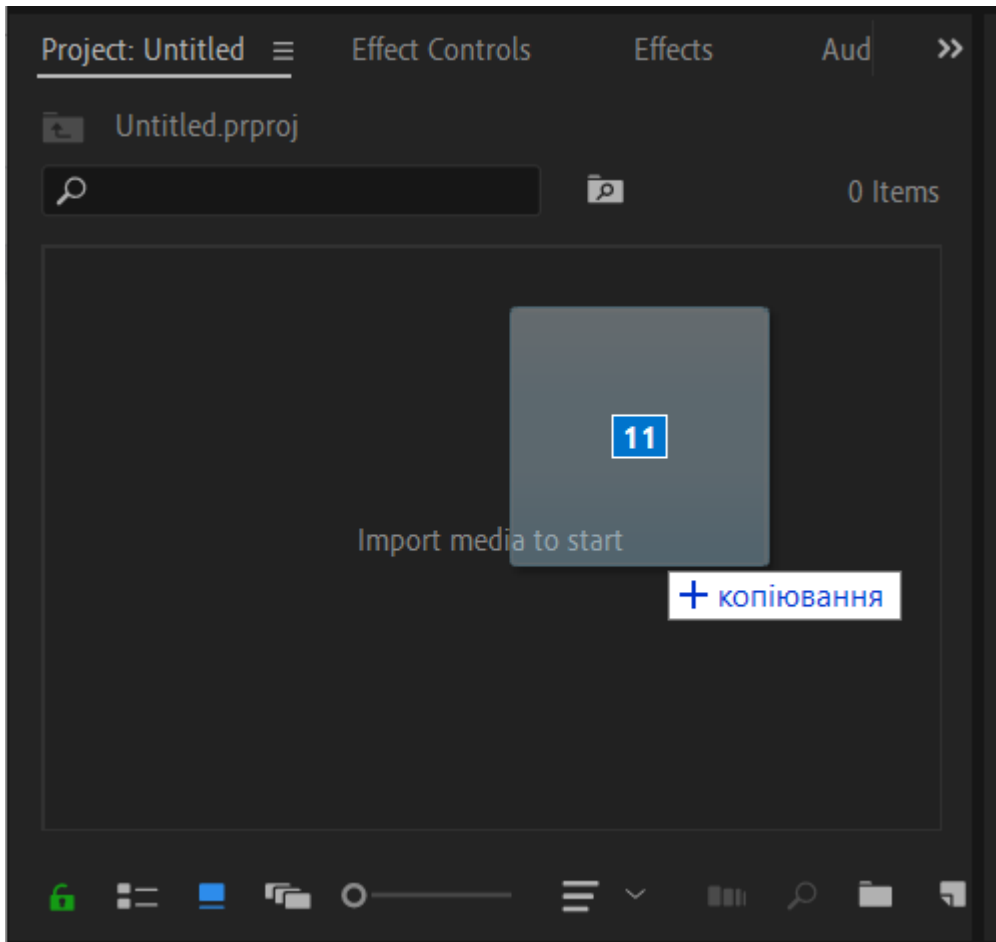 Project: Untitled Effect Controls Effects Aud
Untitled.prproj
0 Items
11
Import media to start
+ копіювання